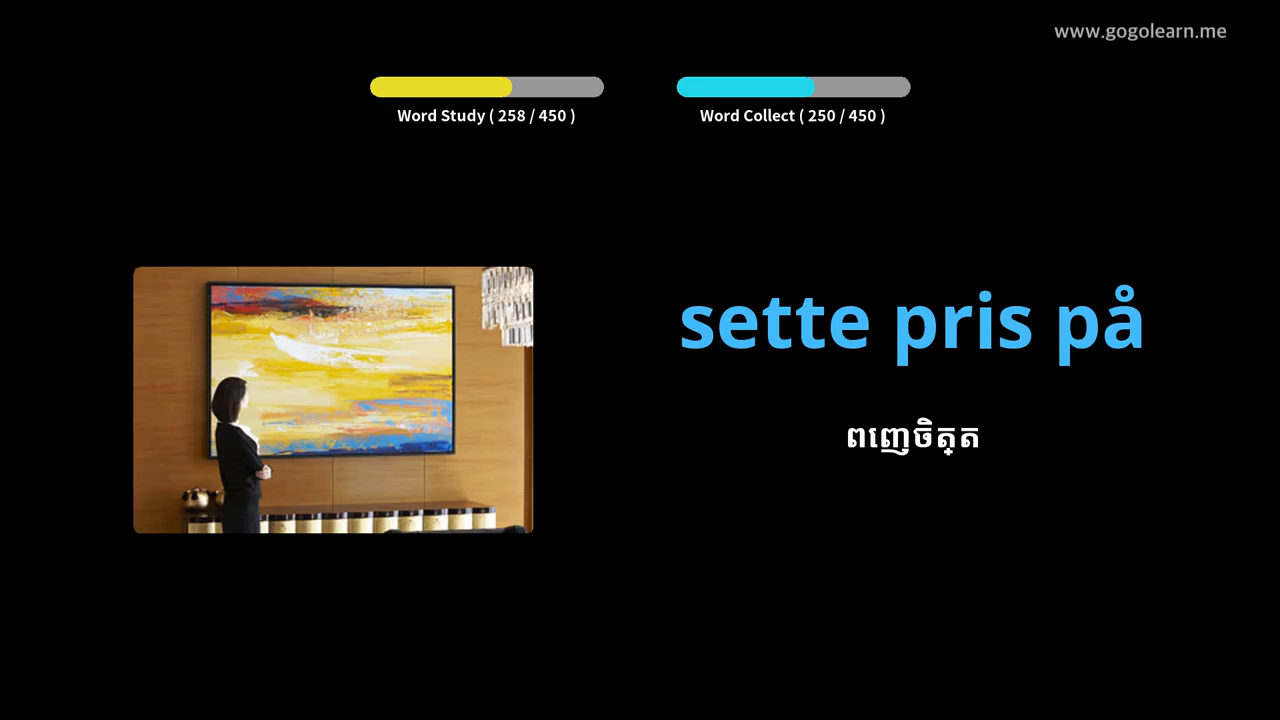 www.gogolearn.me
Word Study ( 258 / 450 )
Word Collect ( 250 / 450 )
sette pris på
ពញេចិត្ត